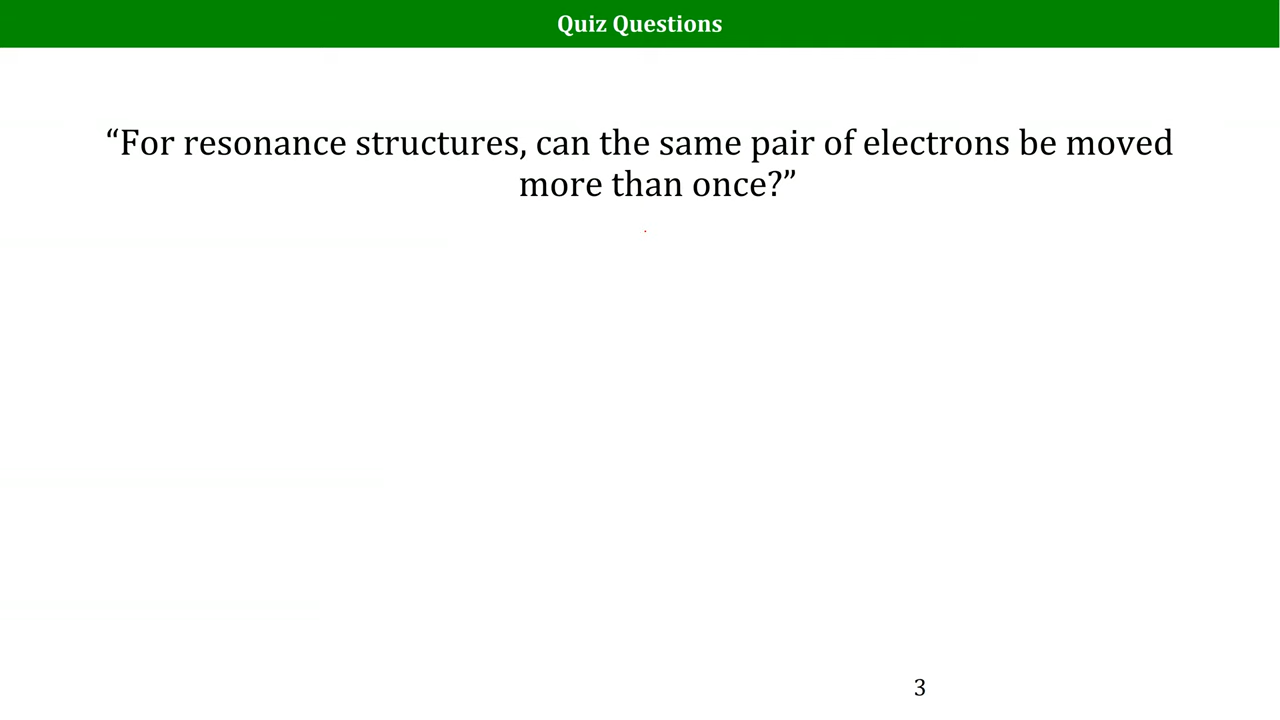 Quiz Questions
“For resonance structures, can the same pair of electrons be moved
more than once?”
3